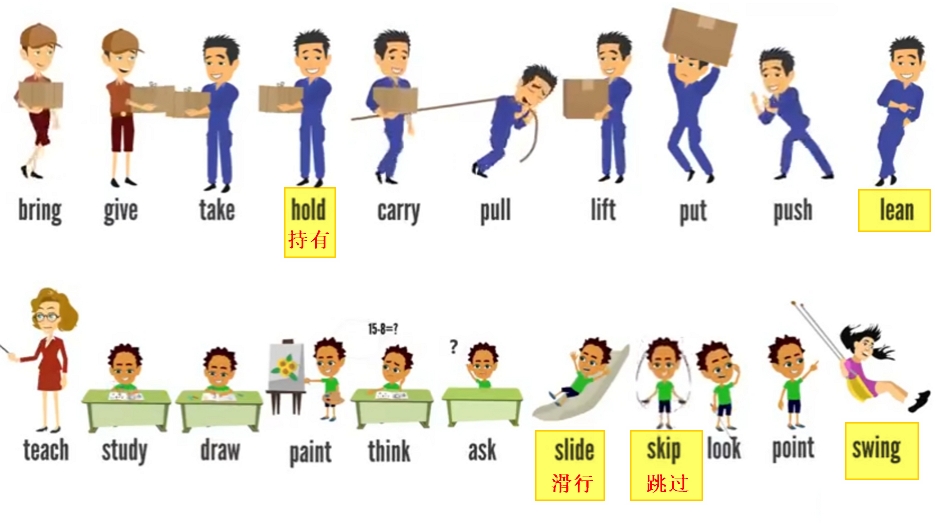 bring give take hold carry pull lift put push lean
持有
15-8=?
?
teach study draw paint think ask slide skip look point swing
滑行 跳过